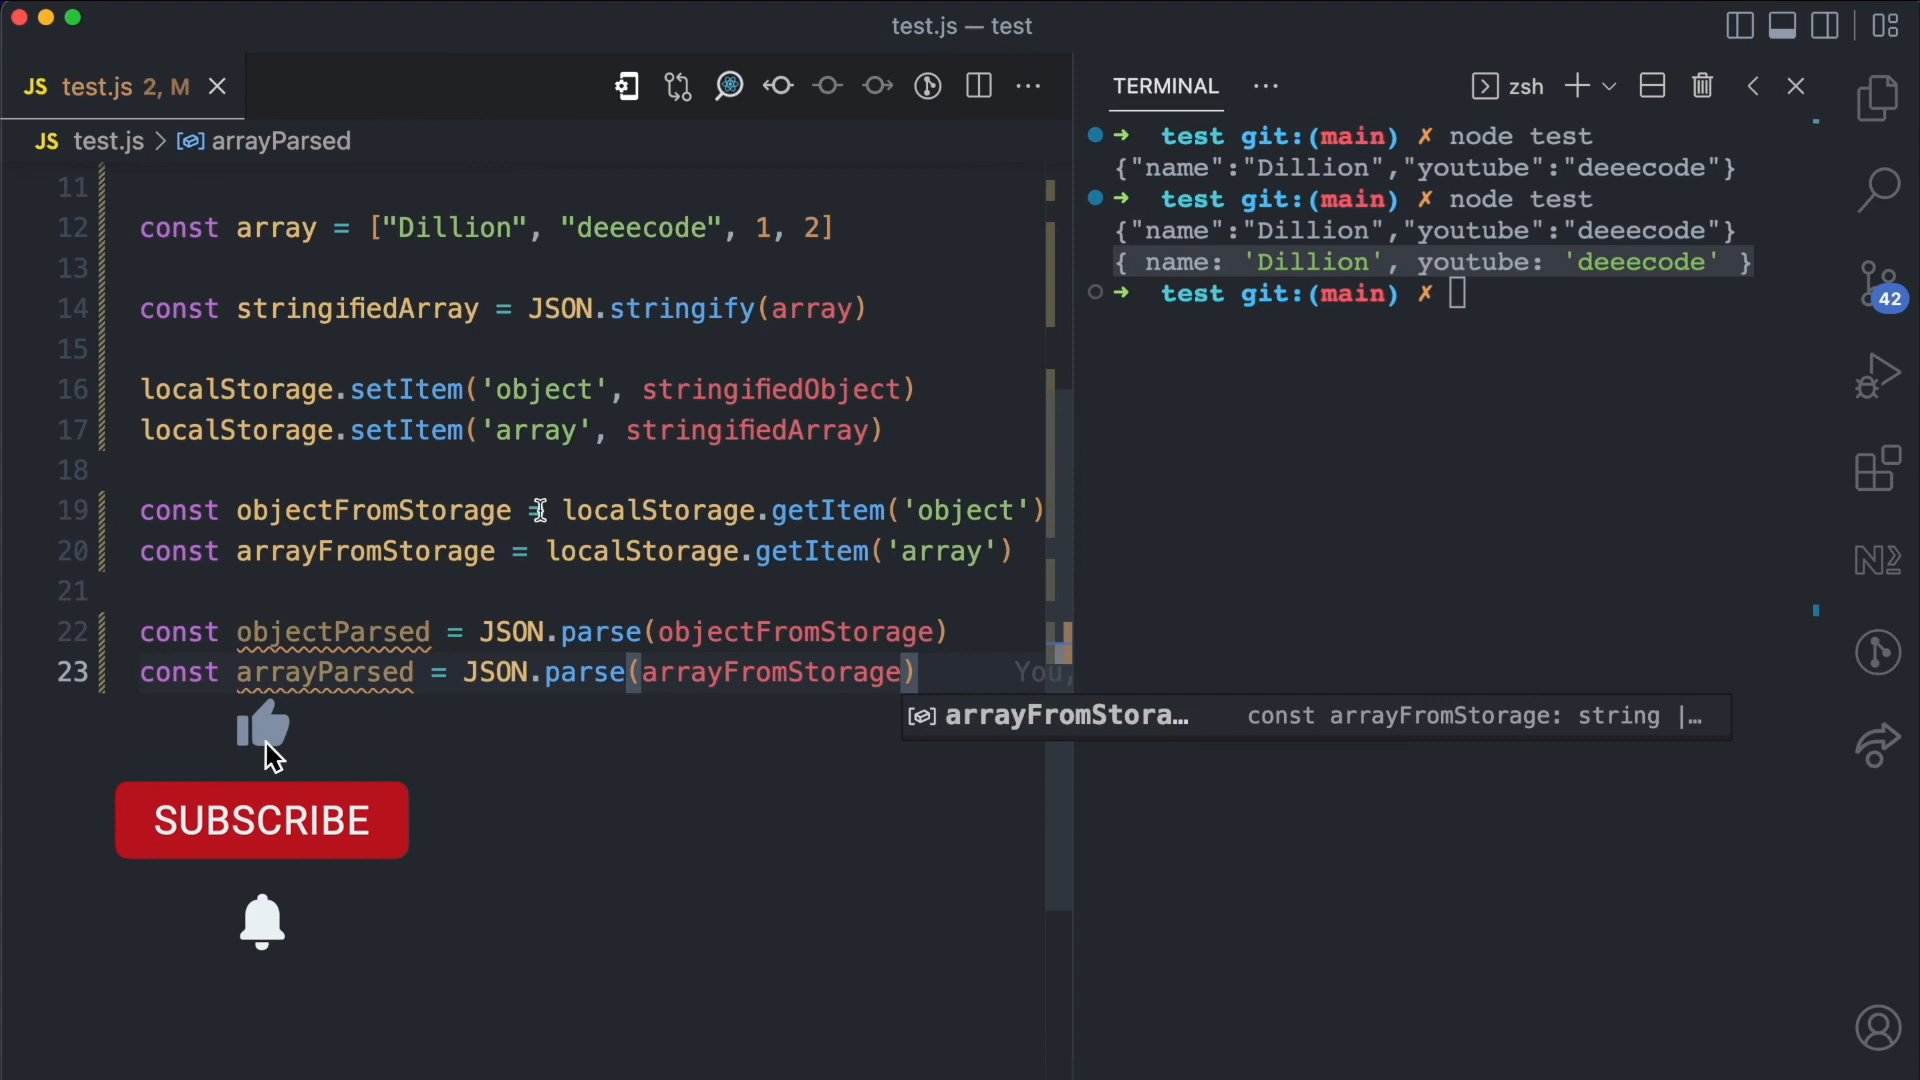 test.js — test
JS test.js 2, M
JS test.js > arrayParsed
11
12 const array = ["Dillion", "deeecode", 1, 2]
13
14 const stringifiedArray = JSON.stringify(array)
15
16 localStorage.setItem('object', stringifiedObject)
17 localStorage.setItem('array', stringifiedArray)
18
19 const objectFromStorage = localStorage.getItem('object')
20 const arrayFromStorage = localStorage.getItem('array')
21
22 const objectParsed = JSON.parse(objectFromStorage)
23 const arrayParsed = JSON.parse(arrayFromStorage) You,
arrayFromStora… const arrayFromStorage: string |…
SUBSCRIBE
TERMINAL
zsh
➜ test git:(main) ✗ node test
{"name":"Dillion","youtube":"deeecode"}
➜ test git:(main) ✗ node test
{"name":"Dillion","youtube":"deeecode"}
{ name: 'Dillion', youtube: 'deeecode' }
➜ test git:(main) ✗
42